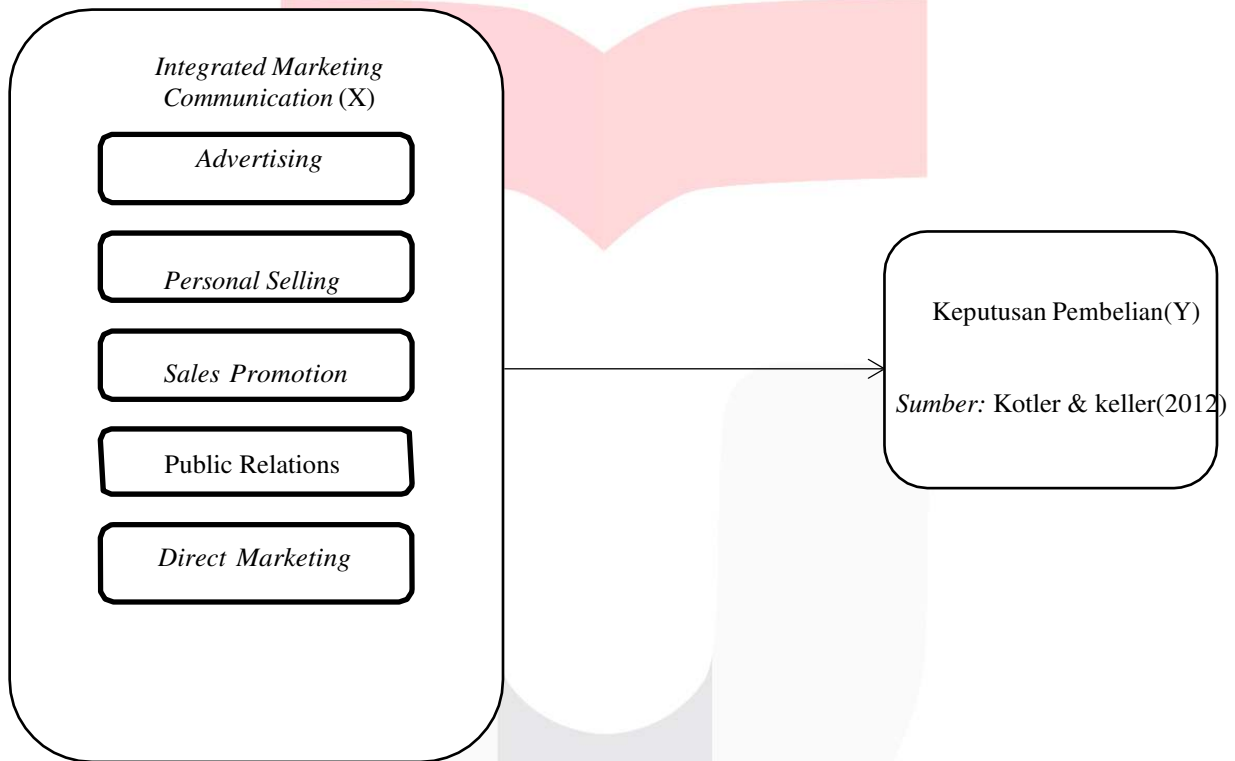 Integrated Marketing
Communication (X)
Advertising
Personal Selling
Sales Promotion
Public Relations
Direct Marketing
Keputusan Pembelian(Y)
Sumber: Kotler & keller(2012)